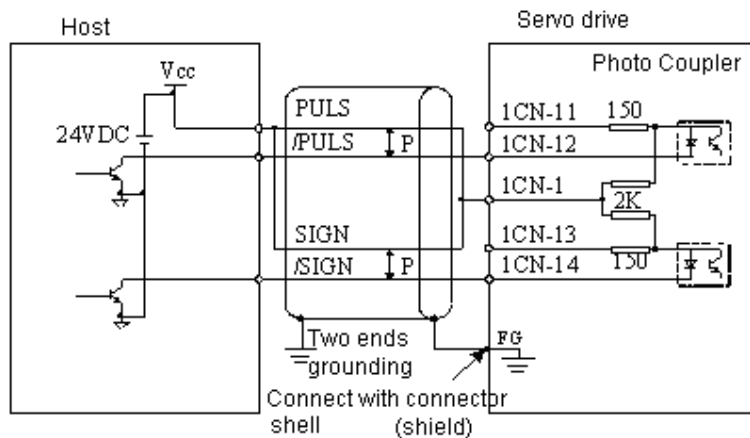 Host
Servo drive
Vcc
Photo Coupler
24VDC
PULS
/PULS
P
1CN-11
150
1CN-12
1CN-1
2K
SIGN
/SIGN
P
1CN-13
150
1CN-14
Two ends
grounding
FG
Connect with connector
shell
(shield)